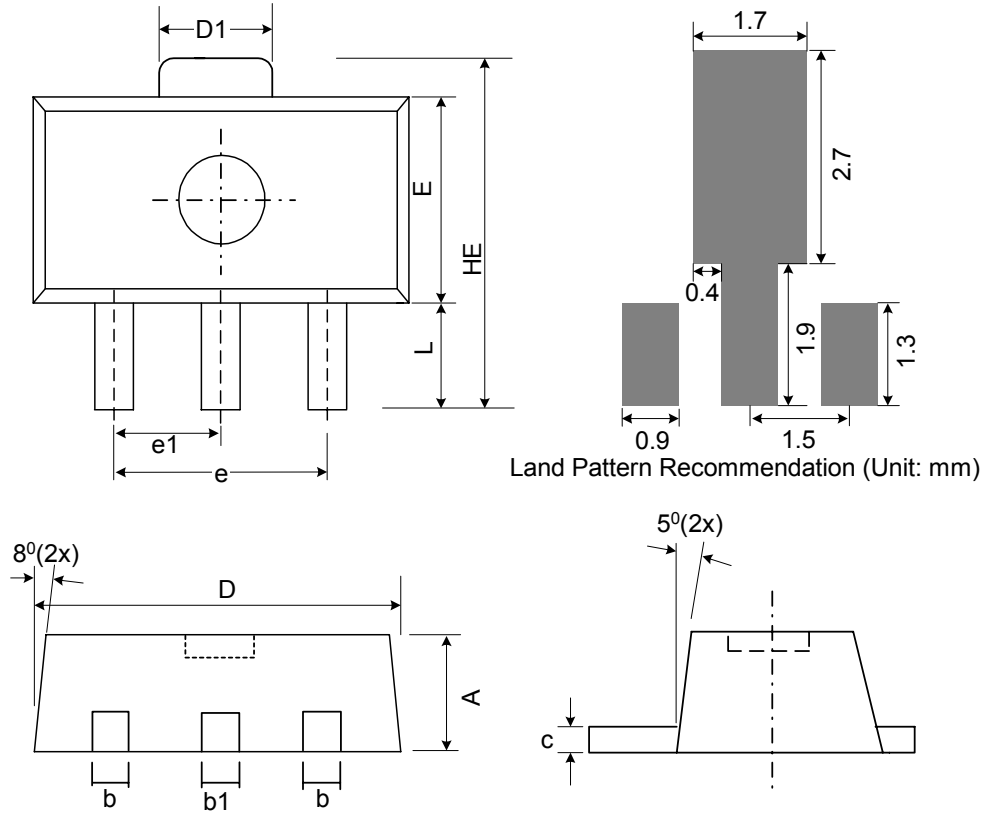 D1
E
HE
L
e1
e
1.7
2.7
0.4
1.9
1.3
0.9
1.5
Land Pattern Recommendation (Unit: mm)
8⁰(2x)
D
A
b
b1
b
5⁰(2x)
c